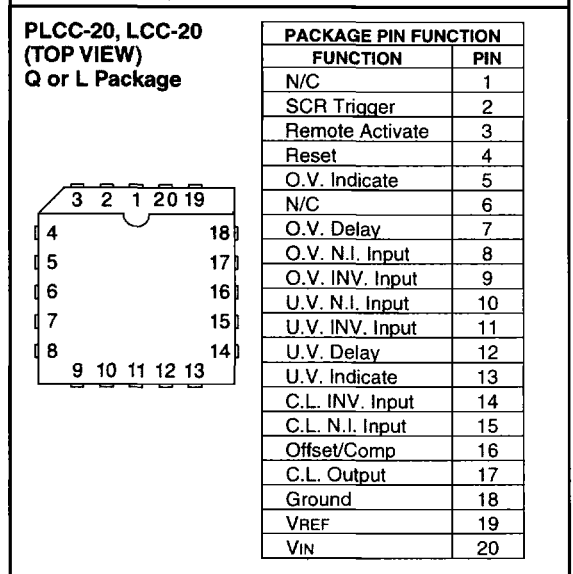 PLCC-20, LCC-20
(TOP VIEW)
Q or L Package
3 2 1 20 19
4 18
5 17
6 16
7 15
8 14
9 10 11 12 13
PACKAGE PIN FUNCTION
FUNCTION PIN
N/C 1
SCR Trigger 2
Remote Activate 3
Reset 4
O.V. Indicate 5
N/C 6
O.V. Delay 7
O.V. N.I. Input 8
O.V. INV. Input 9
U.V. N.I. Input 10
U.V. INV. Input 11
U.V. Delay 12
U.V. Indicate 13
C.L. INV. Input 14
C.L. N.I. Input 15
Offset/Comp 16
C.L. Output 17
Ground 18
VREF 19
VIN 20